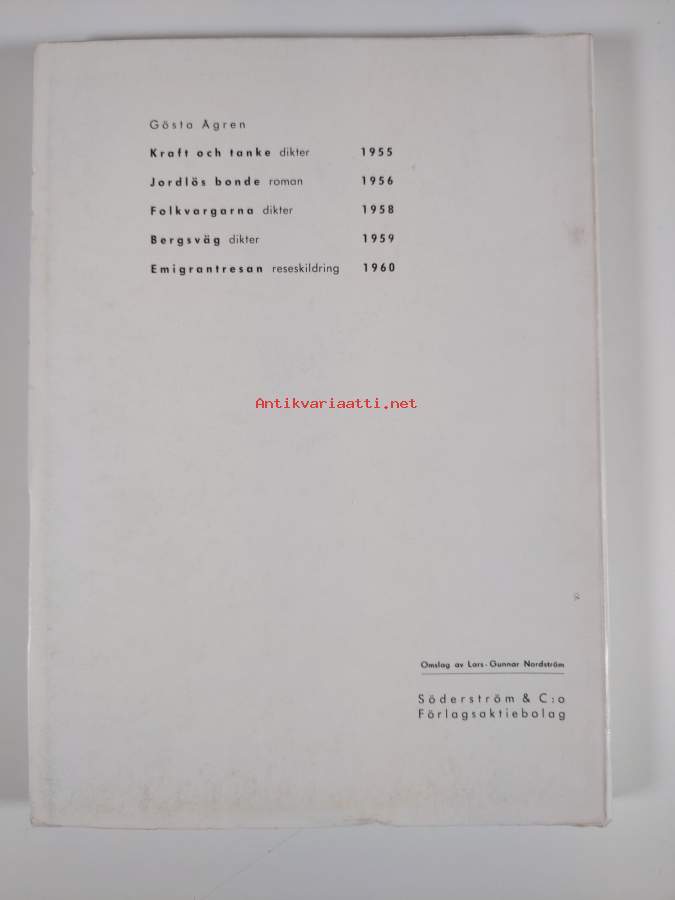 Gösta Ågren
Kraft och tanke dikter 1955
Jordlös bonde roman 1956
Folkvargarna dikter 1958
Bergsväg dikter 1959
Emigrantresan reseskildring 1960
Antikvariaatti.net
Omslag av Lars-Gunnar Nordström
Söderström & C:o
Förlagsaktiebolag